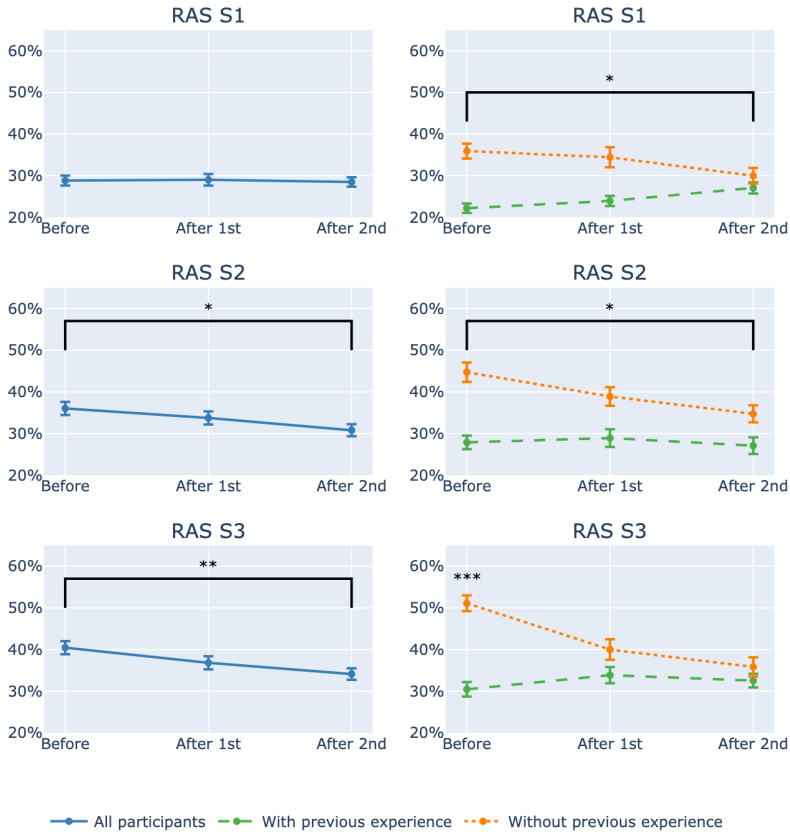 RAS S1
RAS S1
60%
50%
40%
30%
20%
Before
After 1st
After 2nd
60%
50%
40%
30%
20%
*
Before
After 1st
After 2nd
RAS S2
RAS S2
60%
50%
40%
30%
20%
*
Before
After 1st
After 2nd
60%
50%
40%
30%
20%
*
Before
After 1st
After 2nd
RAS S3
RAS S3
60%
50%
40%
30%
20%
**
Before
After 1st
After 2nd
60%
50%
40%
30%
20%
***
Before
After 1st
After 2nd
All participants
With previous experience
Without previous experience